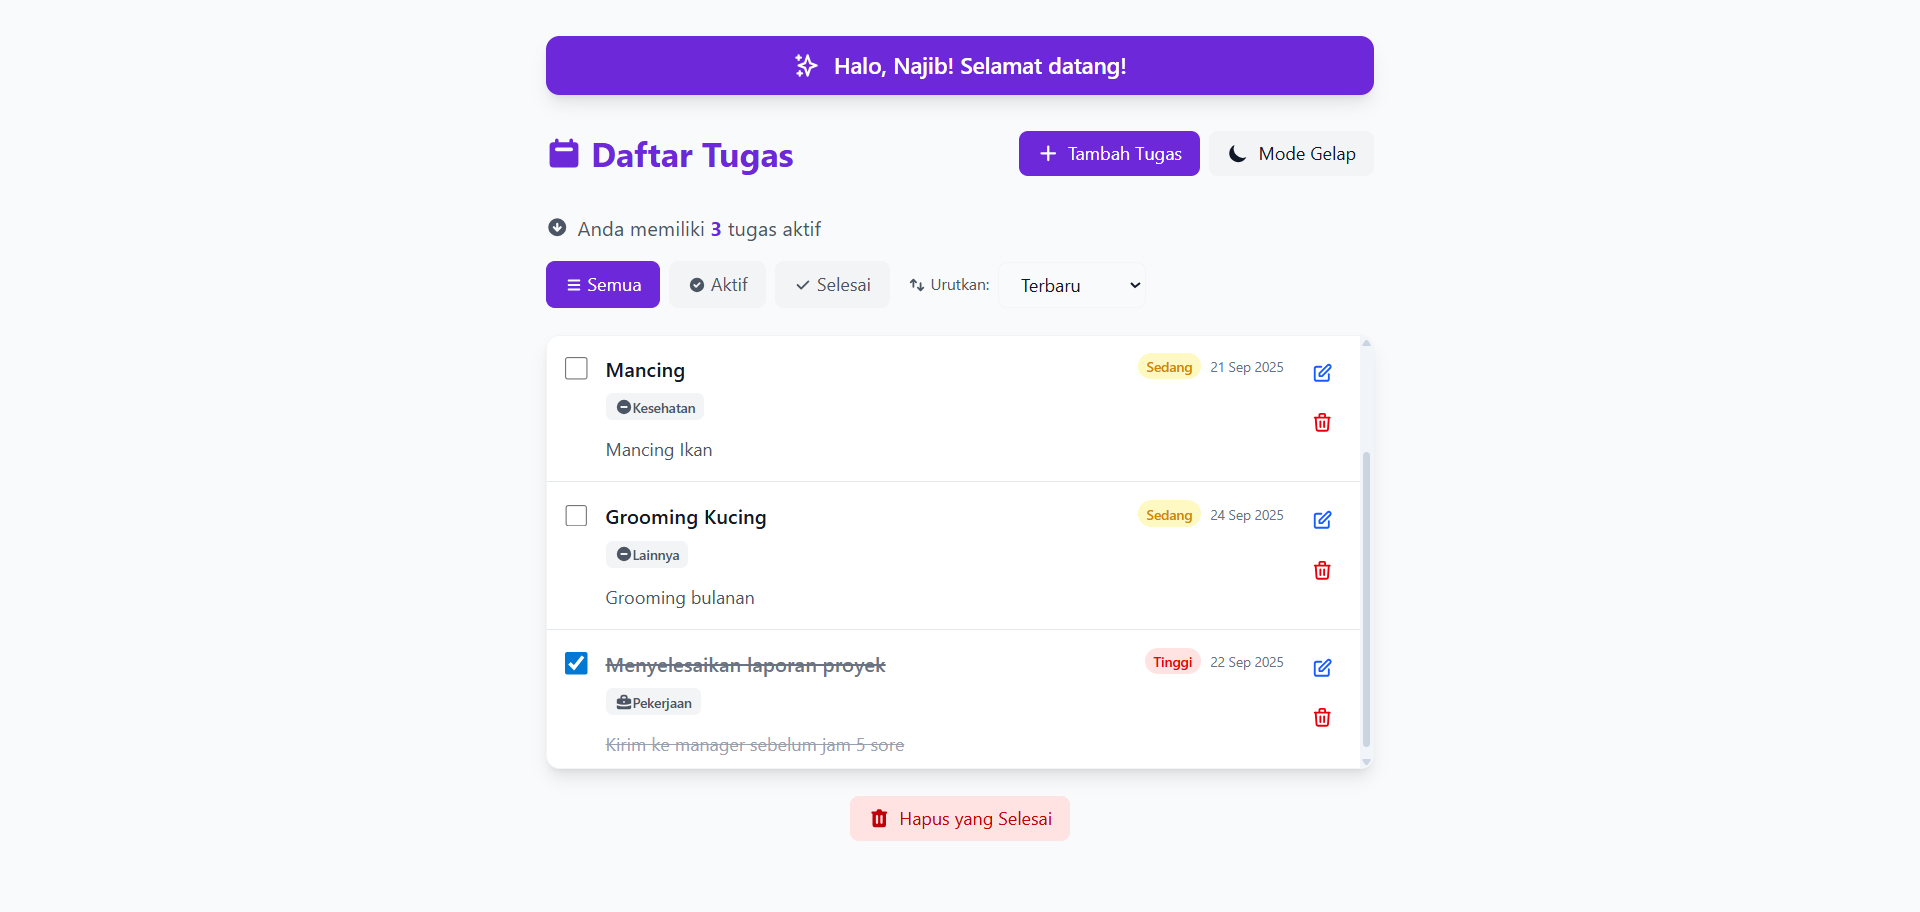 Halo, Najib! Selamat datang!
Daftar Tugas
Tambah Tugas
Mode Gelap
Anda memiliki 3 tugas aktif
Semua
Aktif
Selesai
Urutkan:
Terbaru
Mancing
Sedang
21 Sep 2025
Kesehatan
Mancing Ikan
Grooming Kucing
Sedang
24 Sep 2025
Lainnya
Grooming bulanan
Menyelesaikan laporan proyek
Tinggi
22 Sep 2025
Pekerjaan
Kirim ke manager sebelum jam 5 sore
Hapus yang Selesai